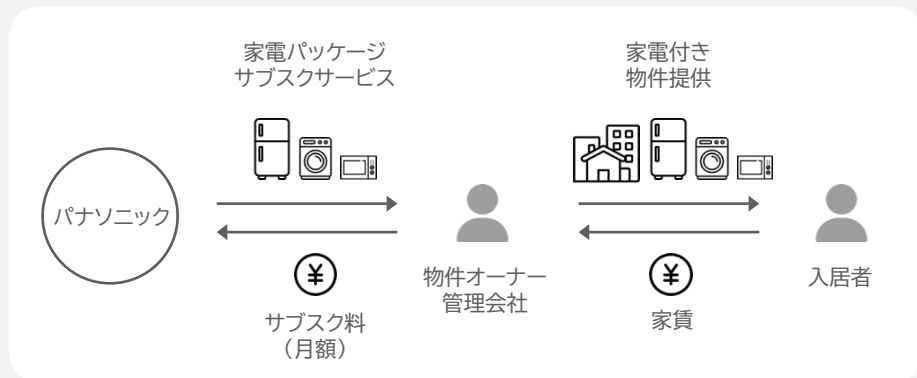 家電パッケージ
サブスクサービス
家電付き
物件提供
パナソニック
¥
サブスク料
（月額）
物件オーナー
管理会社
¥
家賃
入居者